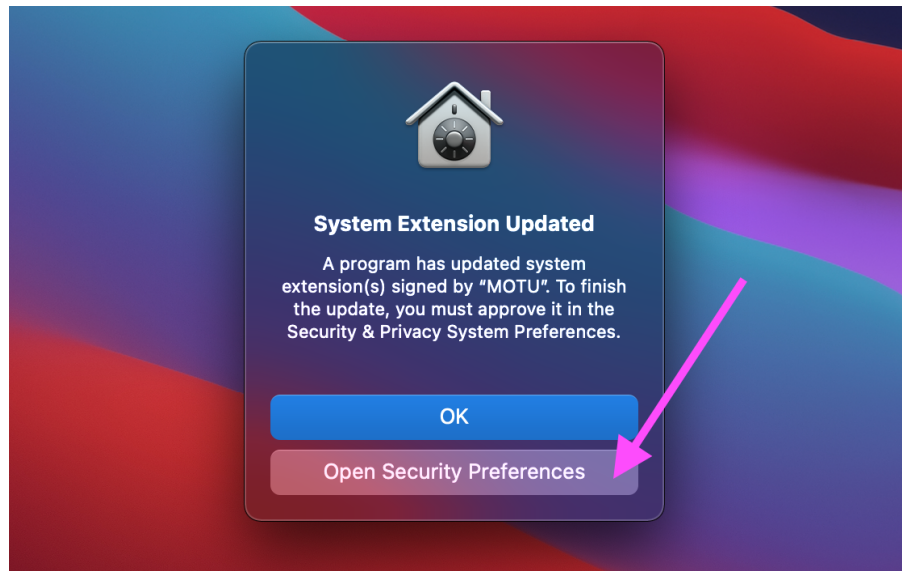 System Extension Updated
A program has updated system
extension(s) signed by “MOTU”. To finish
the update, you must approve it in the
Security & Privacy System Preferences.
OK
Open Security Preferences